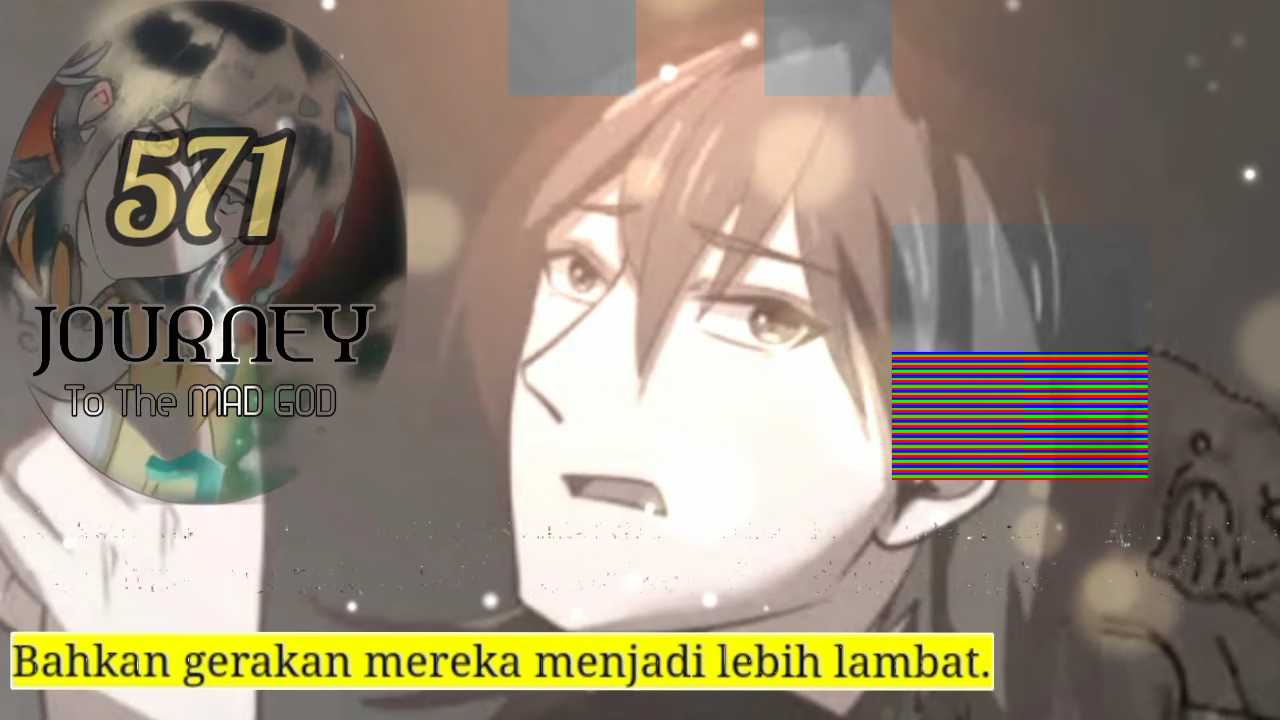 571
JOURNEY
To The MAD GOD
Bahkan gerakan mereka menjadi lebih lambat.